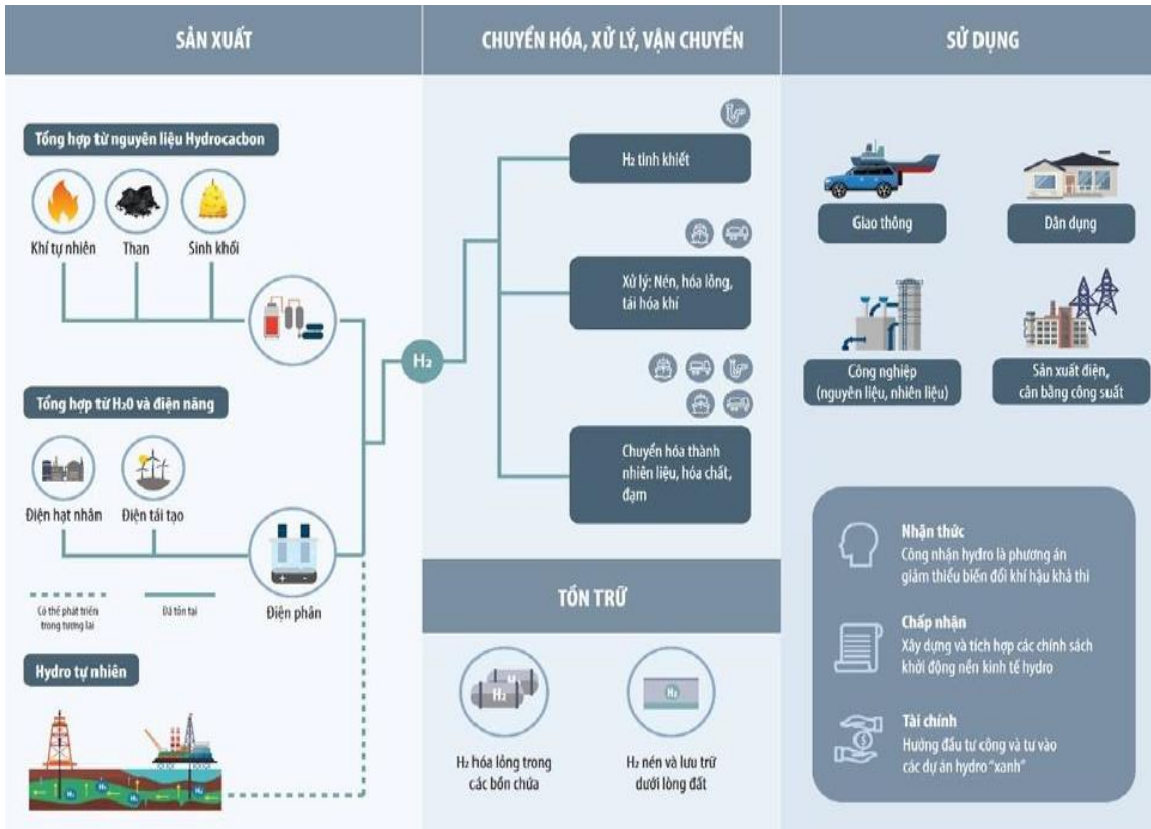 SẢN XUẤT
Tổng hợp từ nguyên liệu Hydrocacbon
Khí tự nhiên
Than
Sinh khối
Tổng hợp từ H₂O và điện năng
Điện hạt nhân
Điện tái tạo
Điện phân
Có thể phát triển
trong tương lai
Đã tồn tại
Hydro tự nhiên
H₂
H₂
H₂
H₂
H₂
CHUYỂN HÓA, XỬ LÝ, VẬN CHUYỂN
H₂ tinh khiết
Xử lý: Nén, hóa lỏng,
tái hóa khí
Chuyển hóa thành
nhiên liệu, hóa chất,
đạm
TỒN TRỮ
H₂
H₂
H₂ hóa lỏng trong
các bồn chứa
H₂ nén và lưu trữ
dưới lòng đất
SỬ DỤNG
Giao thông
Dân dụng
Công nghiệp
(nguyên liệu, nhiên liệu)
Sản xuất điện,
cân bằng công suất
Nhận thức
Công nhận hydro là phương án
giảm thiểu biến đổi khí hậu khả thi
Chấp nhận
Xây dựng và tích hợp các chính sách
khởi động nền kinh tế hydro
Tài chính
Hướng đầu tư công và tư vào
các dự án hydro "xanh"